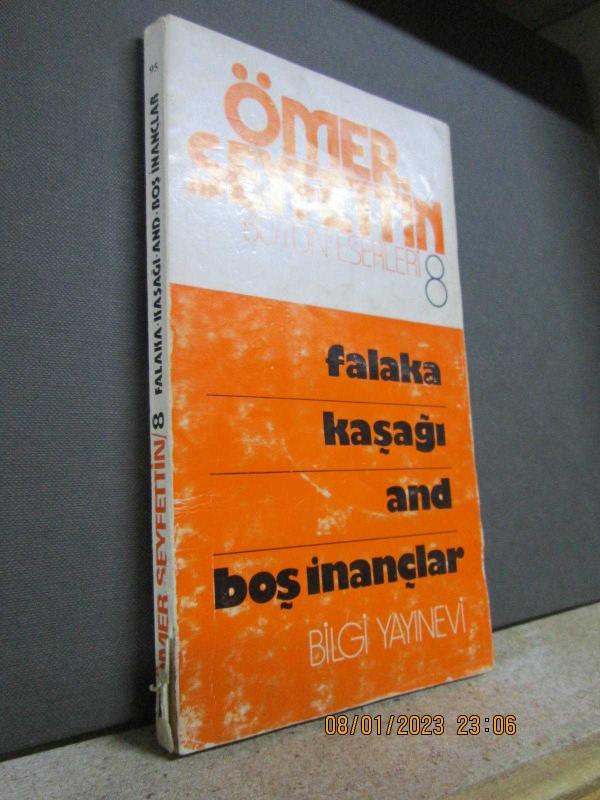 ÖMER
SEYFETTİN
BÜTÜN ESERLERİ 8
falaka
kaşağı
and
boş inançlar
BİLGİ YAYINEVİ
95
ÖMER SEYFETTİN/8 FALAKA·KAŞAĞI·AND·BOŞ İNANÇLAR
08/01/2023 23:06